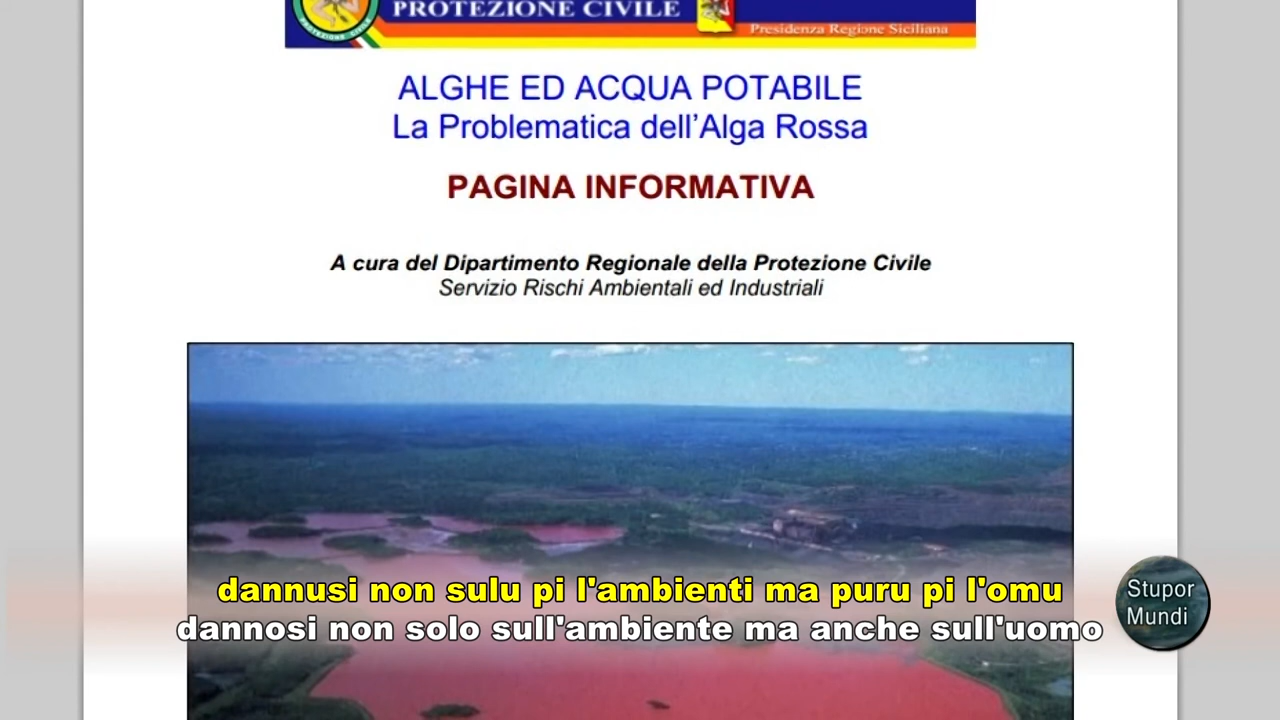 PROTEZIONE CIVILE
PROTEZIONE CIVILE
Presidenza Regione Siciliana
ALGHE ED ACQUA POTABILE
La Problematica dell'Alga Rossa
PAGINA INFORMATIVA
A cura del Dipartimento Regionale della Protezione Civile
Servizio Rischi Ambientali ed Industriali
dannusi non sulu pi l'ambienti ma puru pi l'omu
dannosi non solo sull'ambiente ma anche sull'uomo
Stupor
Mundi